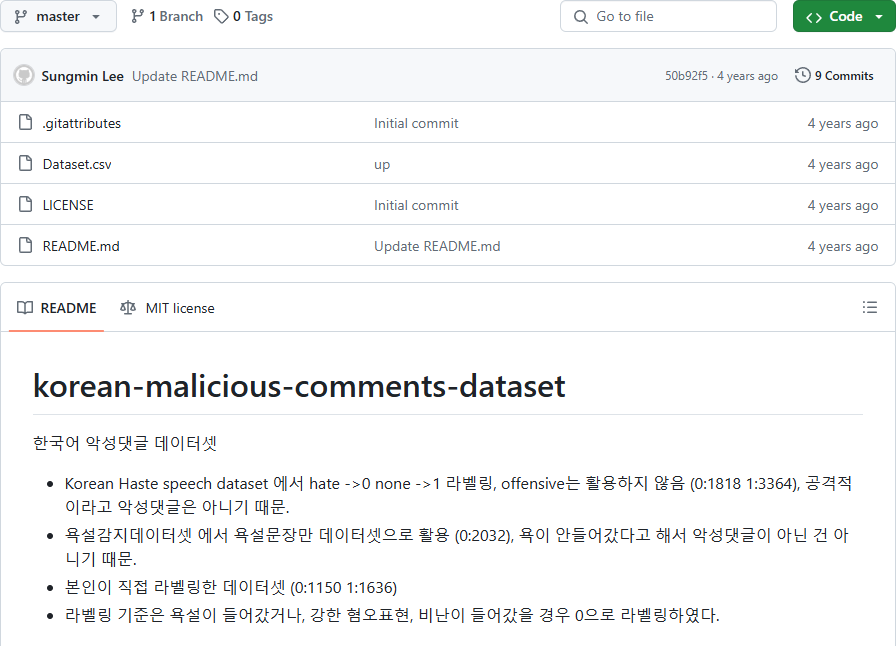 master 1 Branch 0 Tags Go to file Code
Sungmin Lee Update README.md 50b92f5 · 4 years ago 9 Commits
.gitattributes Initial commit 4 years ago
Dataset.csv up 4 years ago
LICENSE Initial commit 4 years ago
README.md Update README.md 4 years ago
README MIT license
korean-malicious-comments-dataset
한국어 악성댓글 데이터셋
• Korean Haste speech dataset 에서 hate ->0 none ->1 라벨링, offensive는 활용하지 않음 (0:1818 1:3364), 공격적
이라고 악성댓글은 아니기 때문.
• 욕설감지데이터셋 에서 욕설문장만 데이터셋으로 활용 (0:2032), 욕이 안들어갔다고 해서 악성댓글이 아닌 건 아
니기 때문.
• 본인이 직접 라벨링한 데이터셋 (0:1150 1:1636)
• 라벨링 기준은 욕설이 들어갔거나, 강한 혐오표현, 비난이 들어갔을 경우 0으로 라벨링하였다.